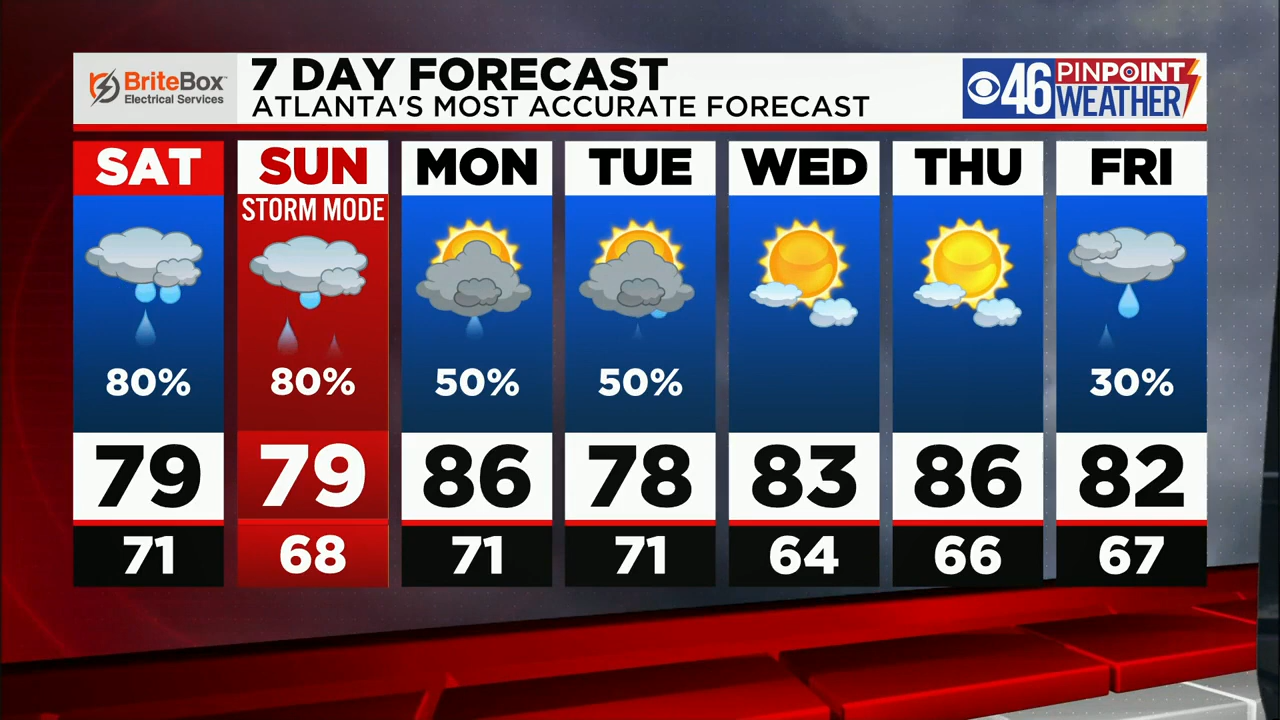 BriteBox
Electrical Services
7 DAY FORECAST
ATLANTA'S MOST ACCURATE FORECAST
CBS 46 PINPOINT
WEATHER
SAT SUN MON TUE WED THU FRI
STORM MODE
80% 80% 50% 50% 30%
79 79 86 78 83 86 82
71 68 71 71 64 66 67